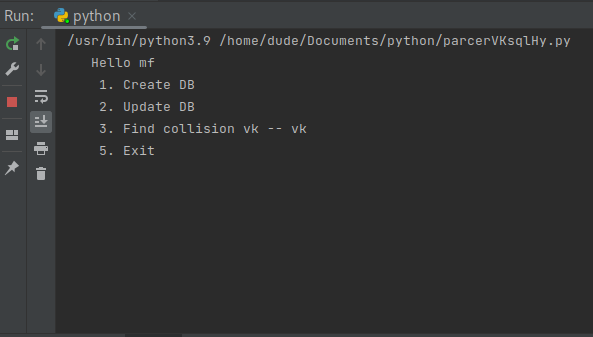 Run: python
/usr/bin/python3.9 /home/dude/Documents/python/parcerVKsqlHy.py
Hello mf
1. Create DB
2. Update DB
3. Find collision vk -- vk
5. Exit